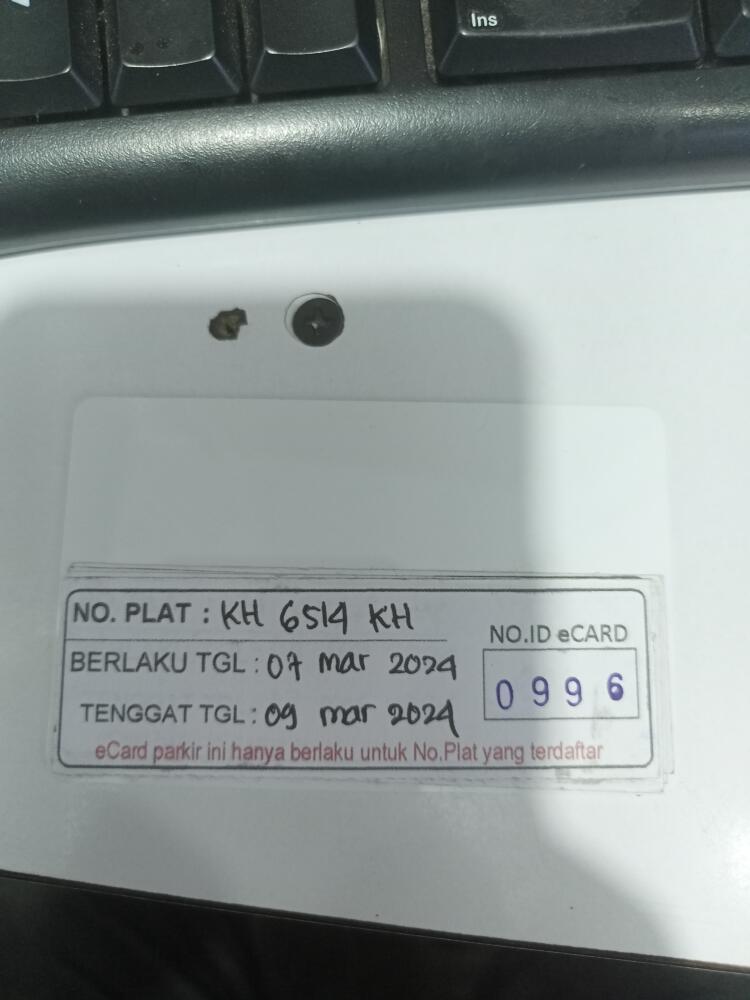 Ins
NO. PLAT : KH 6514 KH
NO.ID eCARD
BERLAKU TGL : 07 mar 2024
0996
TENGGAT TGL : 09 mar 2024
eCard parkir ini hanya berlaku untuk No.Plat yang terdaftar